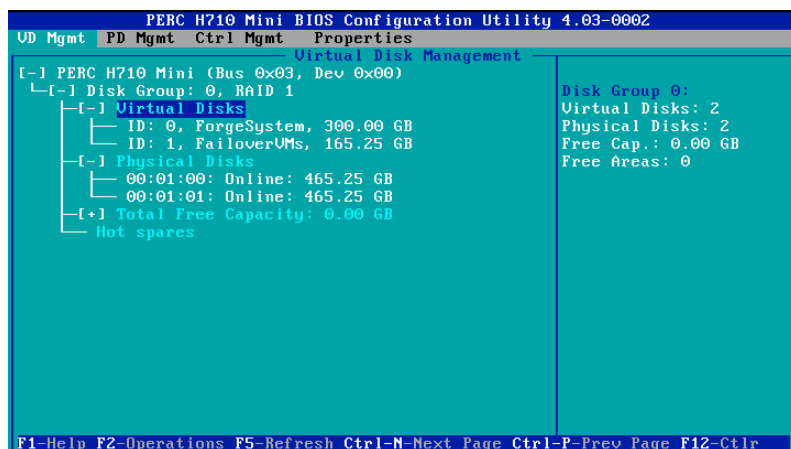 PERC H710 Mini BIOS Configuration Utility 4.03-0002
VD Mgmt PD Mgmt Ctrl Mgmt Properties
Virtual Disk Management
[-] PERC H710 Mini (Bus 0x03, Dev 0x00)
[-] Disk Group: 0, RAID 1
[-] Virtual Disks
ID: 0, ForgeSystem, 300.00 GB
ID: 1, FailoverVMs, 165.25 GB
[-] Physical Disks
00:01:00: Online: 465.25 GB
00:01:01: Online: 465.25 GB
[+] Total Free Capacity: 0.00 GB
Hot spares
Disk Group 0:
Virtual Disks: 2
Physical Disks: 2
Free Cap.: 0.00 GB
Free Areas: 0
F1-Help F2-Operations F5-Refresh Ctrl-N-Next Page Ctrl-P-Prev Page F12-Ctlr